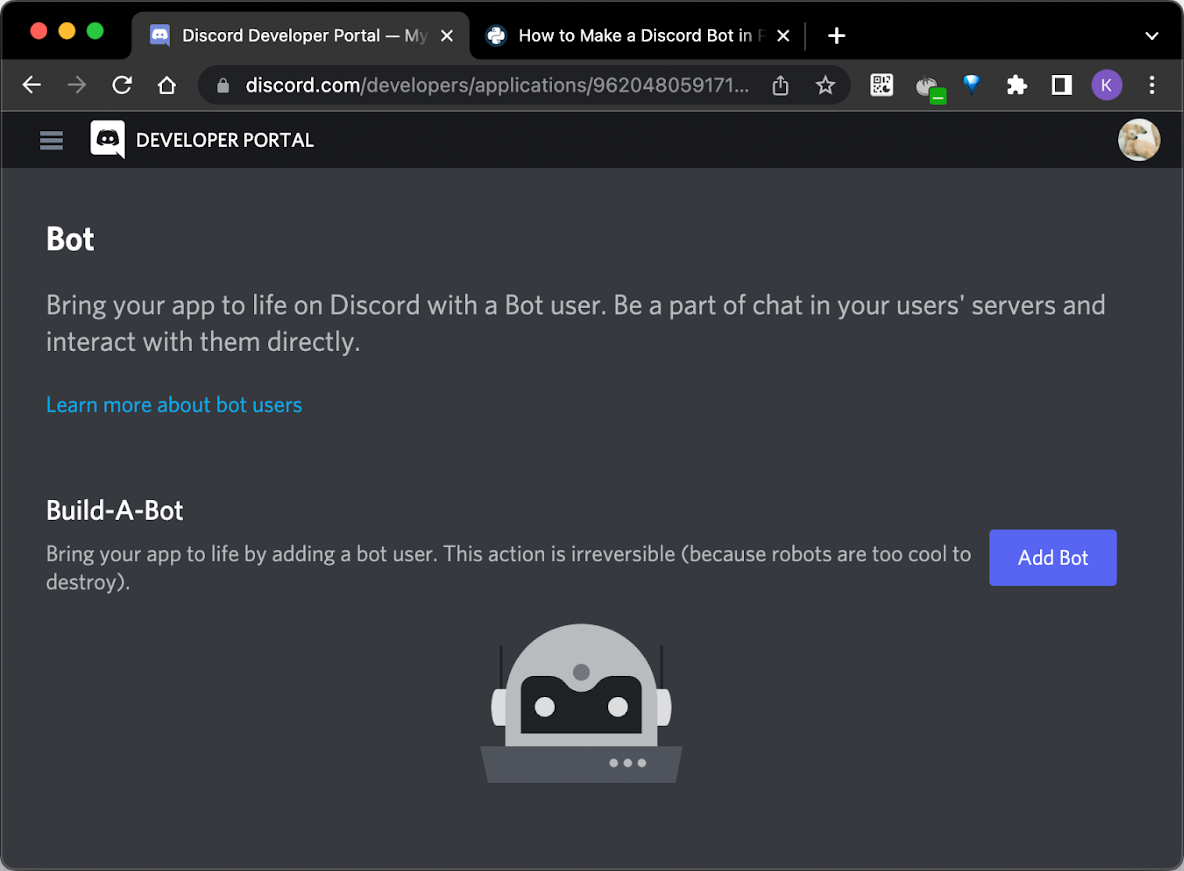 Discord Developer Portal — My
How to Make a Discord Bot in P
discord.com/developers/applications/962048059171...
K
DEVELOPER PORTAL
Bot
Bring your app to life on Discord with a Bot user. Be a part of chat in your users' servers and
interact with them directly.
Learn more about bot users
Build-A-Bot
Bring your app to life by adding a bot user. This action is irreversible (because robots are too cool to
destroy).
Add Bot